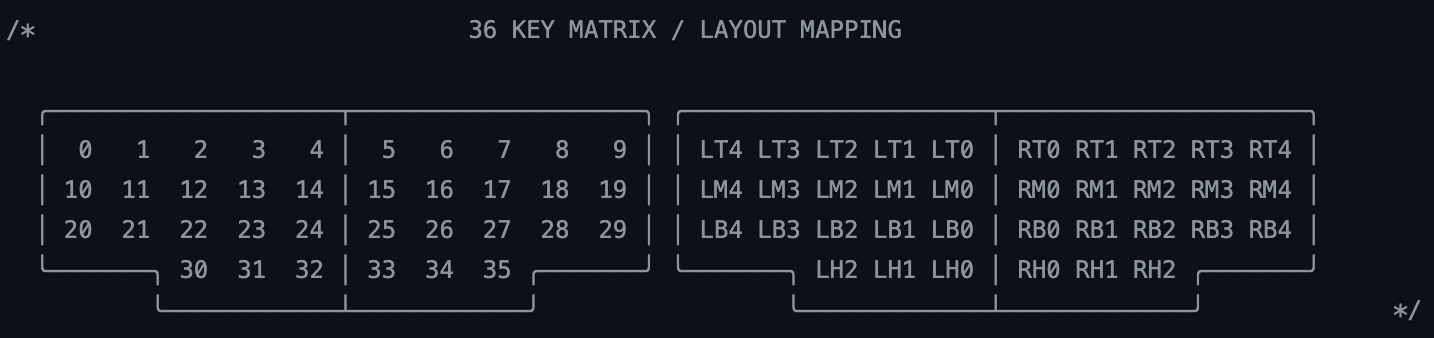 /* 36 KEY MATRIX / LAYOUT MAPPING
0 1 2 3 4 5 6 7 8 9 LT4 LT3 LT2 LT1 LT0 RT0 RT1 RT2 RT3 RT4
10 11 12 13 14 15 16 17 18 19 LM4 LM3 LM2 LM1 LM0 RM0 RM1 RM2 RM3 RM4
20 21 22 23 24 25 26 27 28 29 LB4 LB3 LB2 LB1 LB0 RB0 RB1 RB2 RB3 RB4
30 31 32 33 34 35 LH2 LH1 LH0 RH0 RH1 RH2
*/